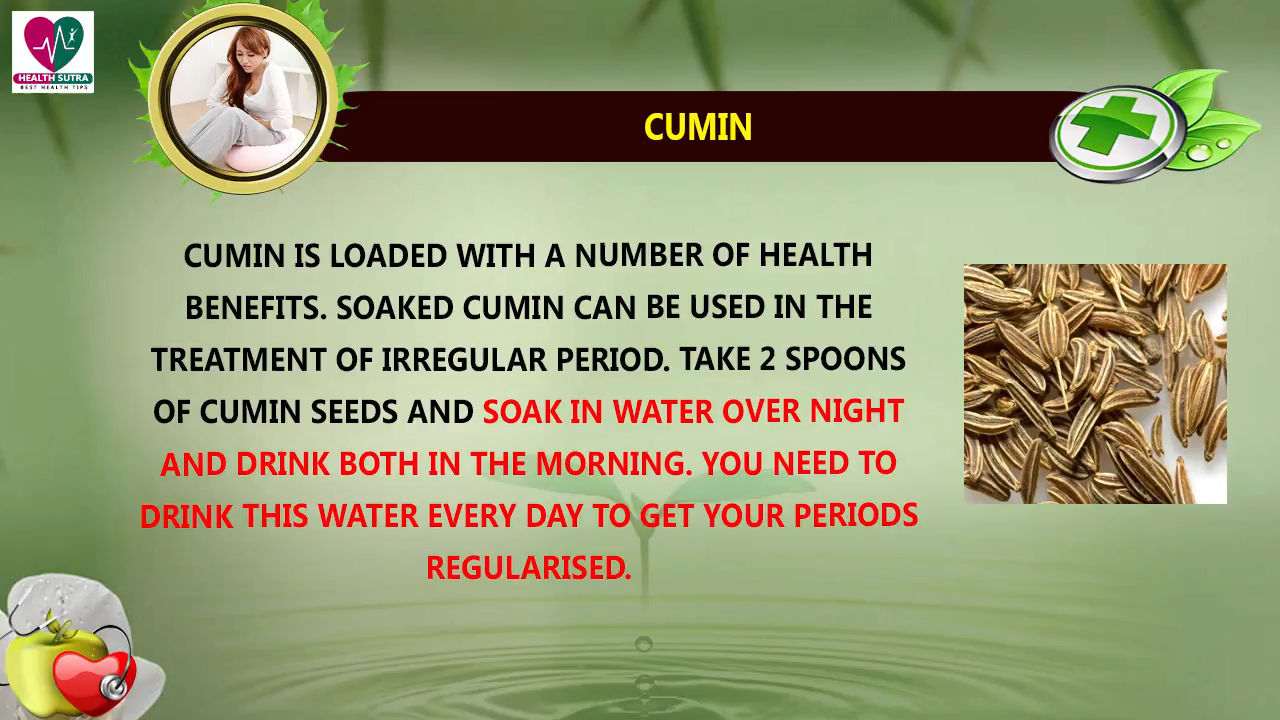 HEALTH SUTRA
BEST HEALTH TIPS
CUMIN
CUMIN IS LOADED WITH A NUMBER OF HEALTH
BENEFITS. SOAKED CUMIN CAN BE USED IN THE
TREATMENT OF IRREGULAR PERIOD. TAKE 2 SPOONS
OF CUMIN SEEDS AND SOAK IN WATER OVER NIGHT
AND DRINK BOTH IN THE MORNING. YOU NEED TO
DRINK THIS WATER EVERY DAY TO GET YOUR PERIODS
REGULARISED.